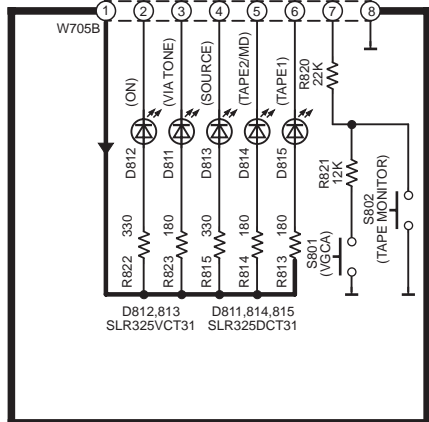 1 2 3 4 5 6 7 8
W705B
(ON)
(VIA TONE)
(SOURCE)
(TAPE2/MD)
(TAPE1)
R820
22K
D812
D811
D813
D814
D815
R821
12K
S802
(TAPE MONITOR)
S801
(VGCA)
R822 330
R823 180
R815 330
R814 180
R813 180
D812,813
SLR325VCT31
D811,814,815
SLR325DCT31